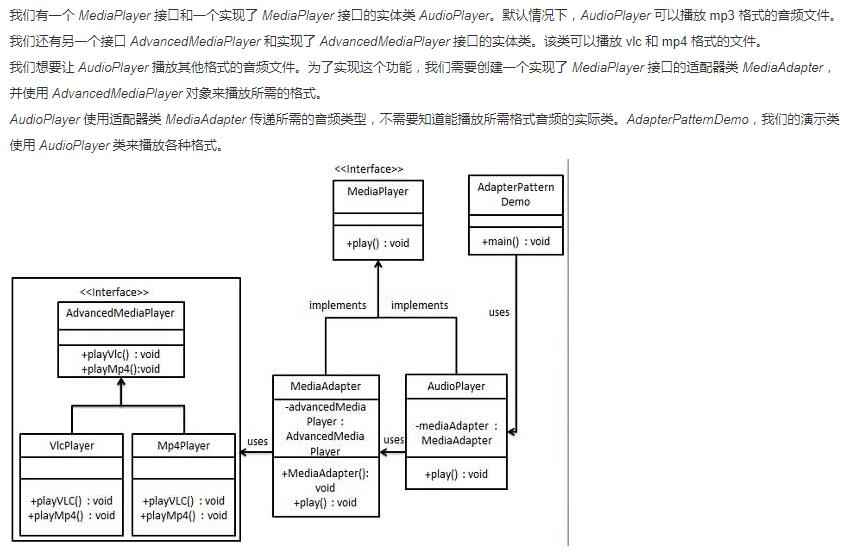 我们有一个 MediaPlayer 接口和一个实现了 MediaPlayer 接口的实体类 AudioPlayer。默认情况下，AudioPlayer 可以播放 mp3 格式的音频文件。
我们还有另一个接口 AdvancedMediaPlayer 和实现了 AdvancedMediaPlayer 接口的实体类。该类可以播放 vlc 和 mp4 格式的文件。
我们想要让 AudioPlayer 播放其他格式的音频文件。为了实现这个功能，我们需要创建一个实现了 MediaPlayer 接口的适配器类 MediaAdapter，
并使用 AdvancedMediaPlayer 对象来播放所需的格式。
AudioPlayer 使用适配器类 MediaAdapter 传递所需的音频类型，不需要知道能播放所需格式音频的实际类。AdapterPatternDemo，我们的演示类
使用 AudioPlayer 类来播放各种格式。
<<Interface>>
MediaPlayer
+play() : void
AdapterPattern
Demo
+main() : void
<<Interface>>
AdvancedMediaPlayer
+playVlc() : void
+playMp4():void
implements
implements
uses
MediaAdapter
-advancedMedia
Player :
AdvancedMedia
Player
+MediaAdapter():
void
+play() : void
AudioPlayer
-mediaAdapter :
MediaAdapter
+play() : void
uses
uses
VlcPlayer
+playVLC() : void
+playMp4() : void
Mp4Player
+playVLC() : void
+playMp4() : void